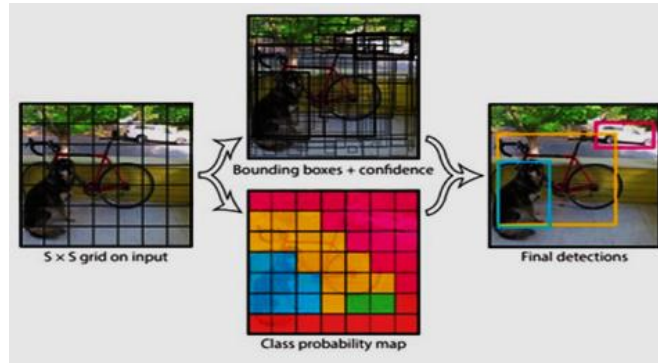 Bounding boxes + confidence
S × S grid on input
Final detections
Class probability map